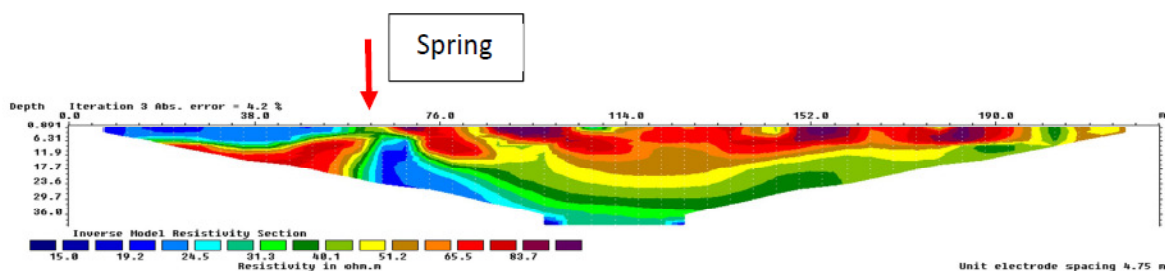 Spring
Depth Iteration 3 Abs. error = 4.2 %
0.0 38.0 76.0 114.0 152.0 190.0 m
0.891
6.31
11.9
17.7
23.6
29.7
36.0
Inverse Model Resistivity Section
15.0 19.2 24.5 31.3 40.1 51.2 65.5 83.7
Resistivity in ohm.m
Unit electrode spacing 4.75 m